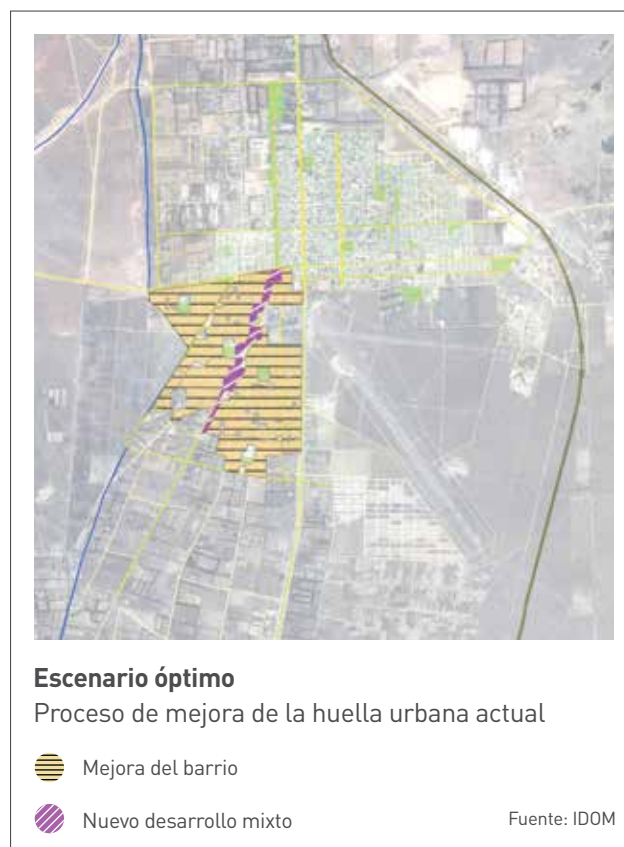 Escenario óptimo
Proceso de mejora de la huella urbana actual
Mejora del barrio
Nuevo desarrollo mixto
Fuente: IDOM